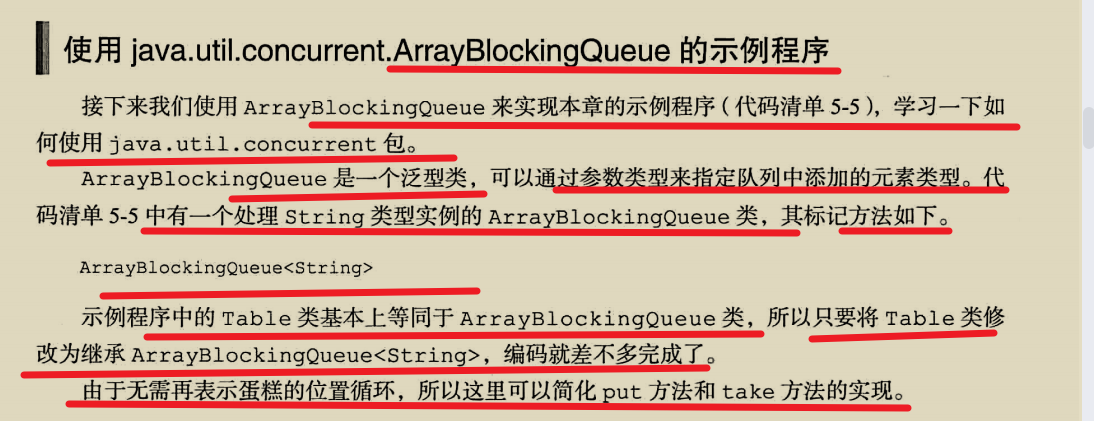 使用 java.util.concurrent.ArrayBlockingQueue 的示例程序
接下来我们使用 ArrayBlockingQueue 来实现本章的示例程序（代码清单 5-5），学习一下如
何使用 java.util.concurrent 包。
ArrayBlockingQueue 是一个泛型类，可以通过参数类型来指定队列中添加的元素类型。代
码清单 5-5 中有一个处理 String 类型实例的 ArrayBlockingQueue 类，其标记方法如下。
ArrayBlockingQueue<String>
示例程序中的 Table 类基本上等同于 ArrayBlockingQueue 类，所以只要将 Table 类修
改为继承 ArrayBlockingQueue<String>，编码就差不多完成了。
由于无需再表示蛋糕的位置循环，所以这里可以简化 put 方法和 take 方法的实现。